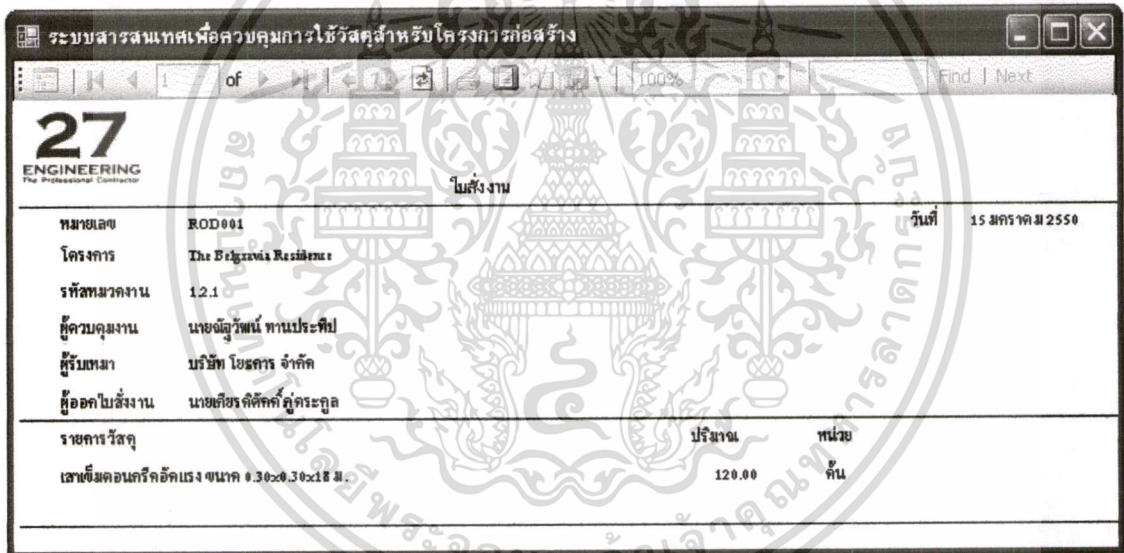 ระบบสารสนเทศเพื่อควบคุมการใช้วัสดุสำหรับโครงการก่อสร้าง
1 of 100% Find | Next
27
ENGINEERING
The Professional Contractor
ใบสั่งงาน
หมายเลข ROD001 วันที่ 15 มกราคม 2550
โครงการ The Belgravia Residence
รหัสหมวดงาน 1.2.1
ผู้ควบคุมงาน นายณัฐวัฒน์ ทานประทีป
ผู้รับเหมา บริษัท โยธการ จำกัด
ผู้ออกใบสั่งงาน นายเกียรติศักดิ์ ภู่ตระกูล
รายการวัสดุ ปริมาณ หน่วย
เสาเข็มคอนกรีตอัดแรง ขนาด 0.30x0.30x18 ม. 120.00 ต้น